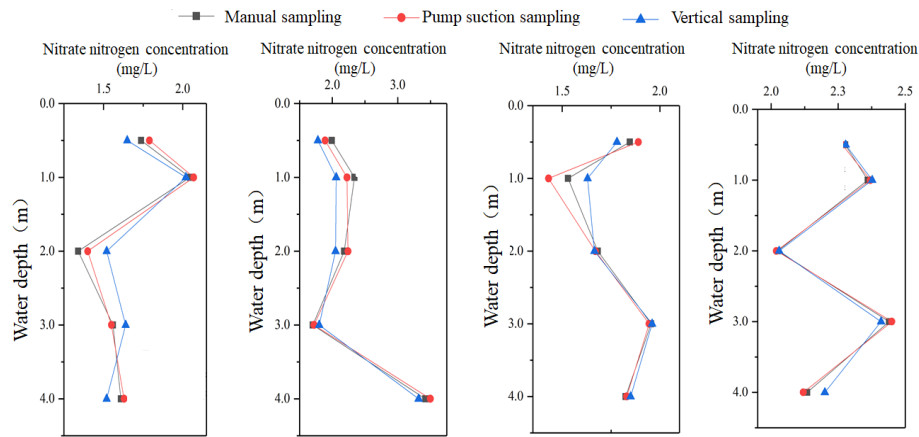 Manual sampling
Pump suction sampling
Vertical sampling
Nitrate nitrogen concentration
(mg/L)
1.5
2.0
0.0
1.0
2.0
3.0
4.0
Water depth（m）
Nitrate nitrogen concentration
(mg/L)
2.2
3.3
0.0
1.0
2.0
3.0
4.0
Water depth（m）
Nitrate nitrogen concentration
(mg/L)
1.5
2.0
0.0
1.0
2.0
3.0
4.0
Water depth（m）
Nitrate nitrogen concentration
(mg/L)
2.0
2.3
2.5
0.0
1.0
2.0
3.0
4.0
Water depth（m）